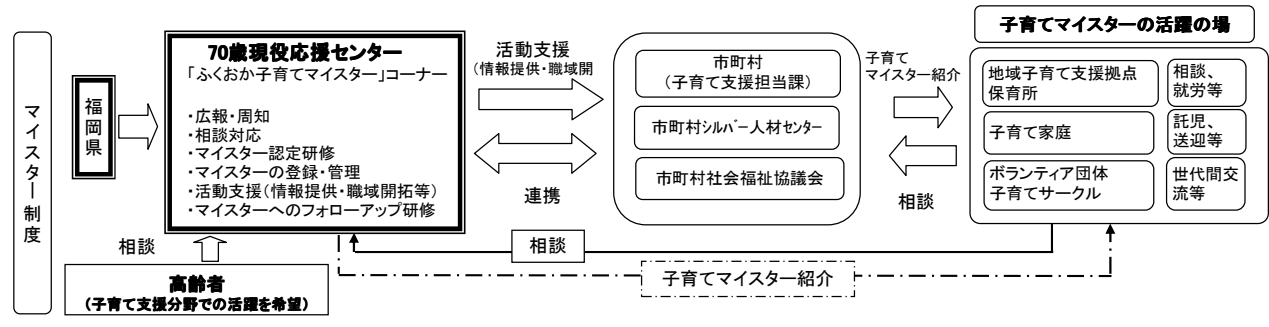 マイスター制度
福岡県
70歳現役応援センター
「ふくおか子育てマイスター」コーナー
・広報・周知
・相談対応
・マイスター認定研修
・マイスターの登録・管理
・活動支援(情報提供・職域開拓等)
・マイスターへのフォローアップ研修
相談
高齢者
(子育て支援分野での活躍を希望)
活動支援
(情報提供・職域開
連携
市町村
(子育て支援担当課)
市町村シルバー人材センター
市町村社会福祉協議会
子育て
マイスター紹介
相談
子育てマイスターの活躍の場
地域子育て支援拠点
保育所
相談、
就労等
子育て家庭
託児、
送迎等
ボランティア団体
子育てサークル
世代間交
流等
相談
子育てマイスター紹介